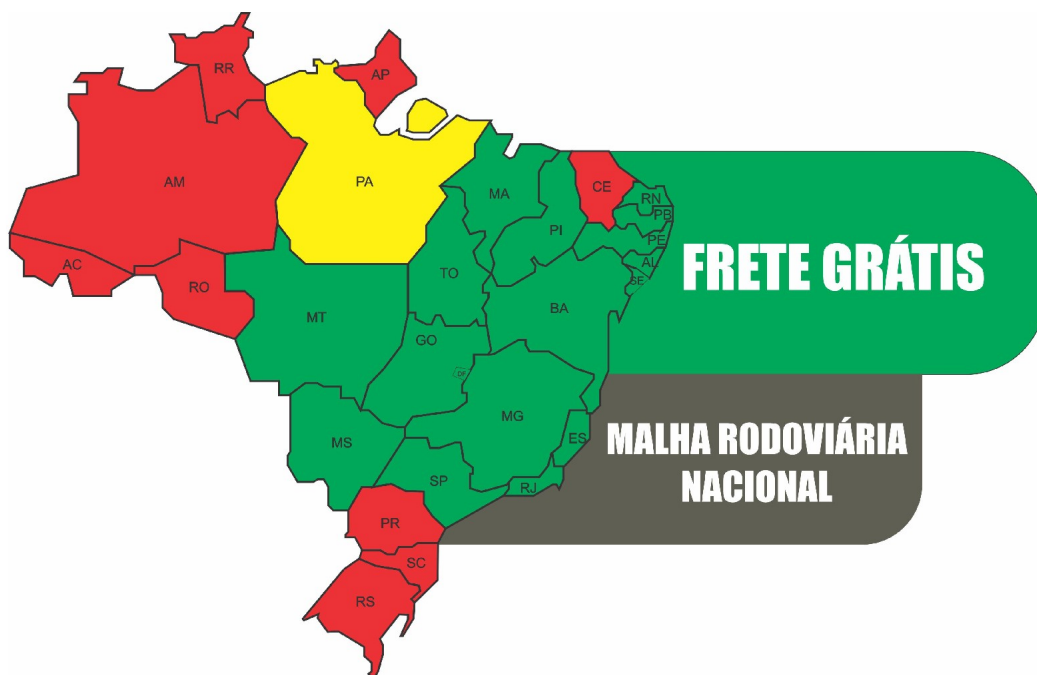 RR
AP
AM
PA
MA
CE
RN
PB
PI
PE
AL
SE
AC
RO
TO
BA
MT
GO
DF
MG
MS
ES
SP
RJ
PR
SC
RS
FRETE GRÁTIS
MALHA RODOVIÁRIA
NACIONAL